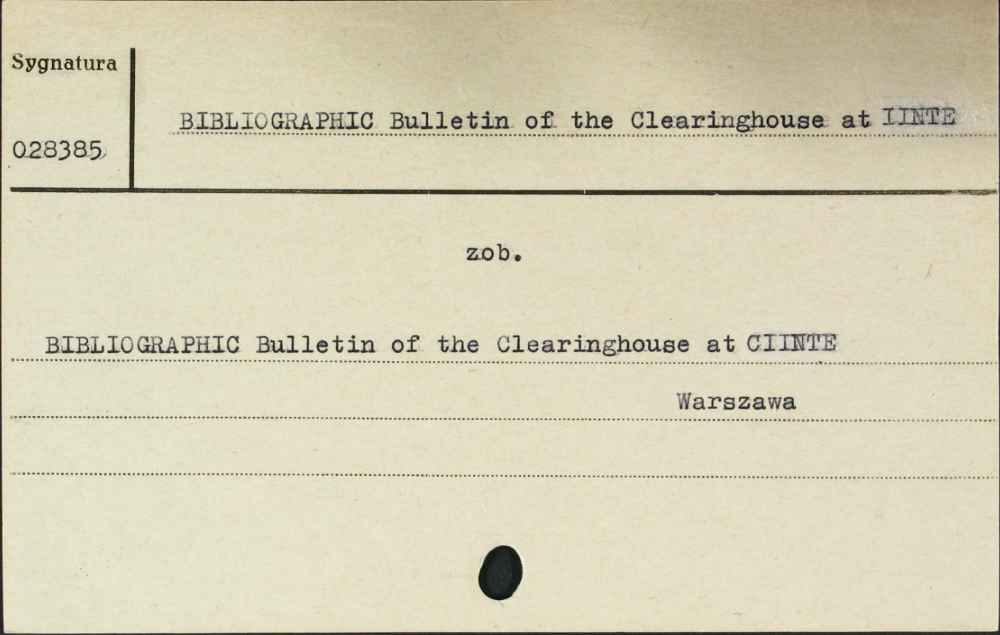 Sygnatura
BIBLIOGRAPHIC Bulletin of the Clearinghouse at IINTE
028385
zob.
BIBLIOGRAPHIC Bulletin of the Clearinghouse at CIINTE
Warszawa